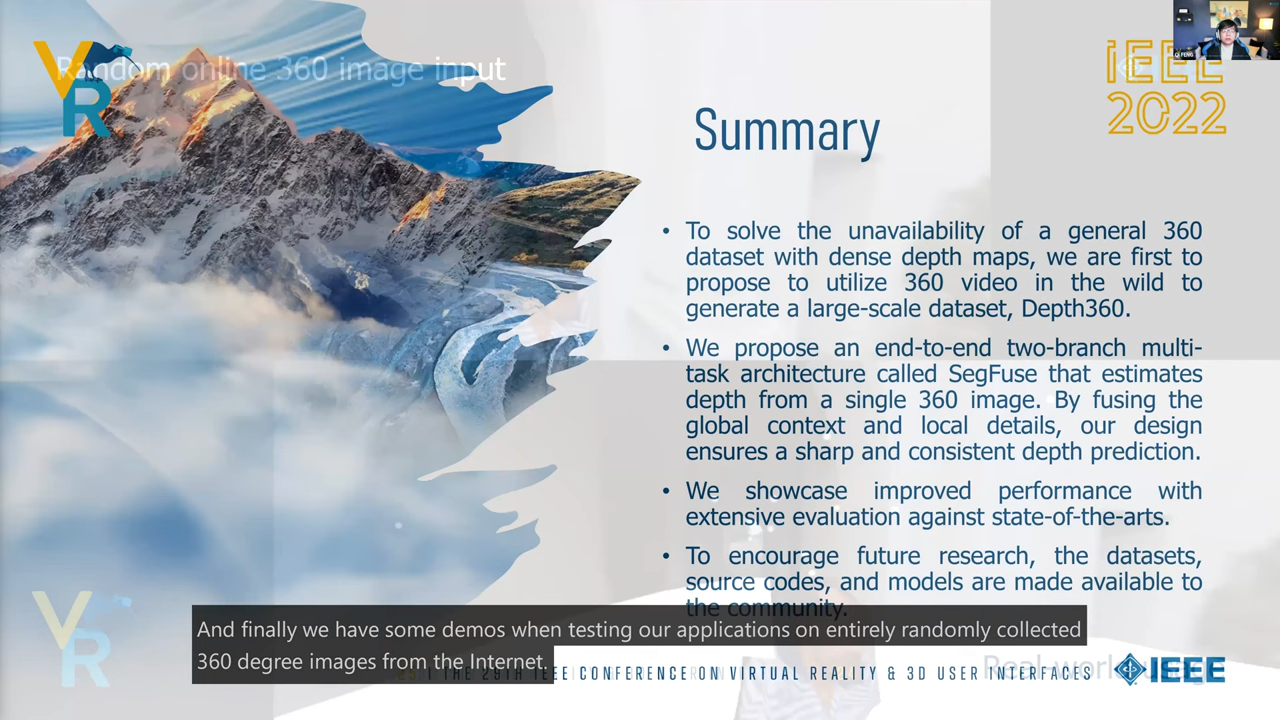 VR
Random online 360 image input
QI FENG
IEEE
2022
Summary
• To solve the unavailability of a general 360
dataset with dense depth maps, we are first to
propose to utilize 360 video in the wild to
generate a large-scale dataset, Depth360.
• We propose an end-to-end two-branch multi-
task architecture called SegFuse that estimates
depth from a single 360 image. By fusing the
global context and local details, our design
ensures a sharp and consistent depth prediction.
• We showcase improved performance with
extensive evaluation against state-of-the-arts.
• To encourage future research, the datasets,
source codes, and models are made available to
the community.
VR
And finally we have some demos when testing our applications on entirely randomly collected
360 degree images from the Internet.
THE 29TH IEEE CONFERENCE ON VIRTUAL REALITY & 3D USER INTERFACES
IEEE